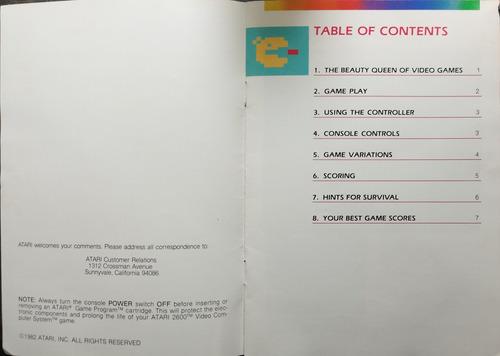 ATARI welcomes your comments. Please address all correspondence to:
ATARI Customer Relations
1312 Crossman Avenue
Sunnyvale, California 94086
NOTE: Always turn the console POWER switch OFF before inserting or
removing an ATARI® Game Program™ cartridge. This will protect the elec-
tronic components and prolong the life of your ATARI 2600™ Video Com-
puter System™ game.
©1982 ATARI, INC. ALL RIGHTS RESERVED
TABLE OF CONTENTS
1. THE BEAUTY QUEEN OF VIDEO GAMES 1
2. GAME PLAY 2
3. USING THE CONTROLLER 3
4. CONSOLE CONTROLS 3
5. GAME VARIATIONS 4
6. SCORING 5
7. HINTS FOR SURVIVAL 6
8. YOUR BEST GAME SCORES 7